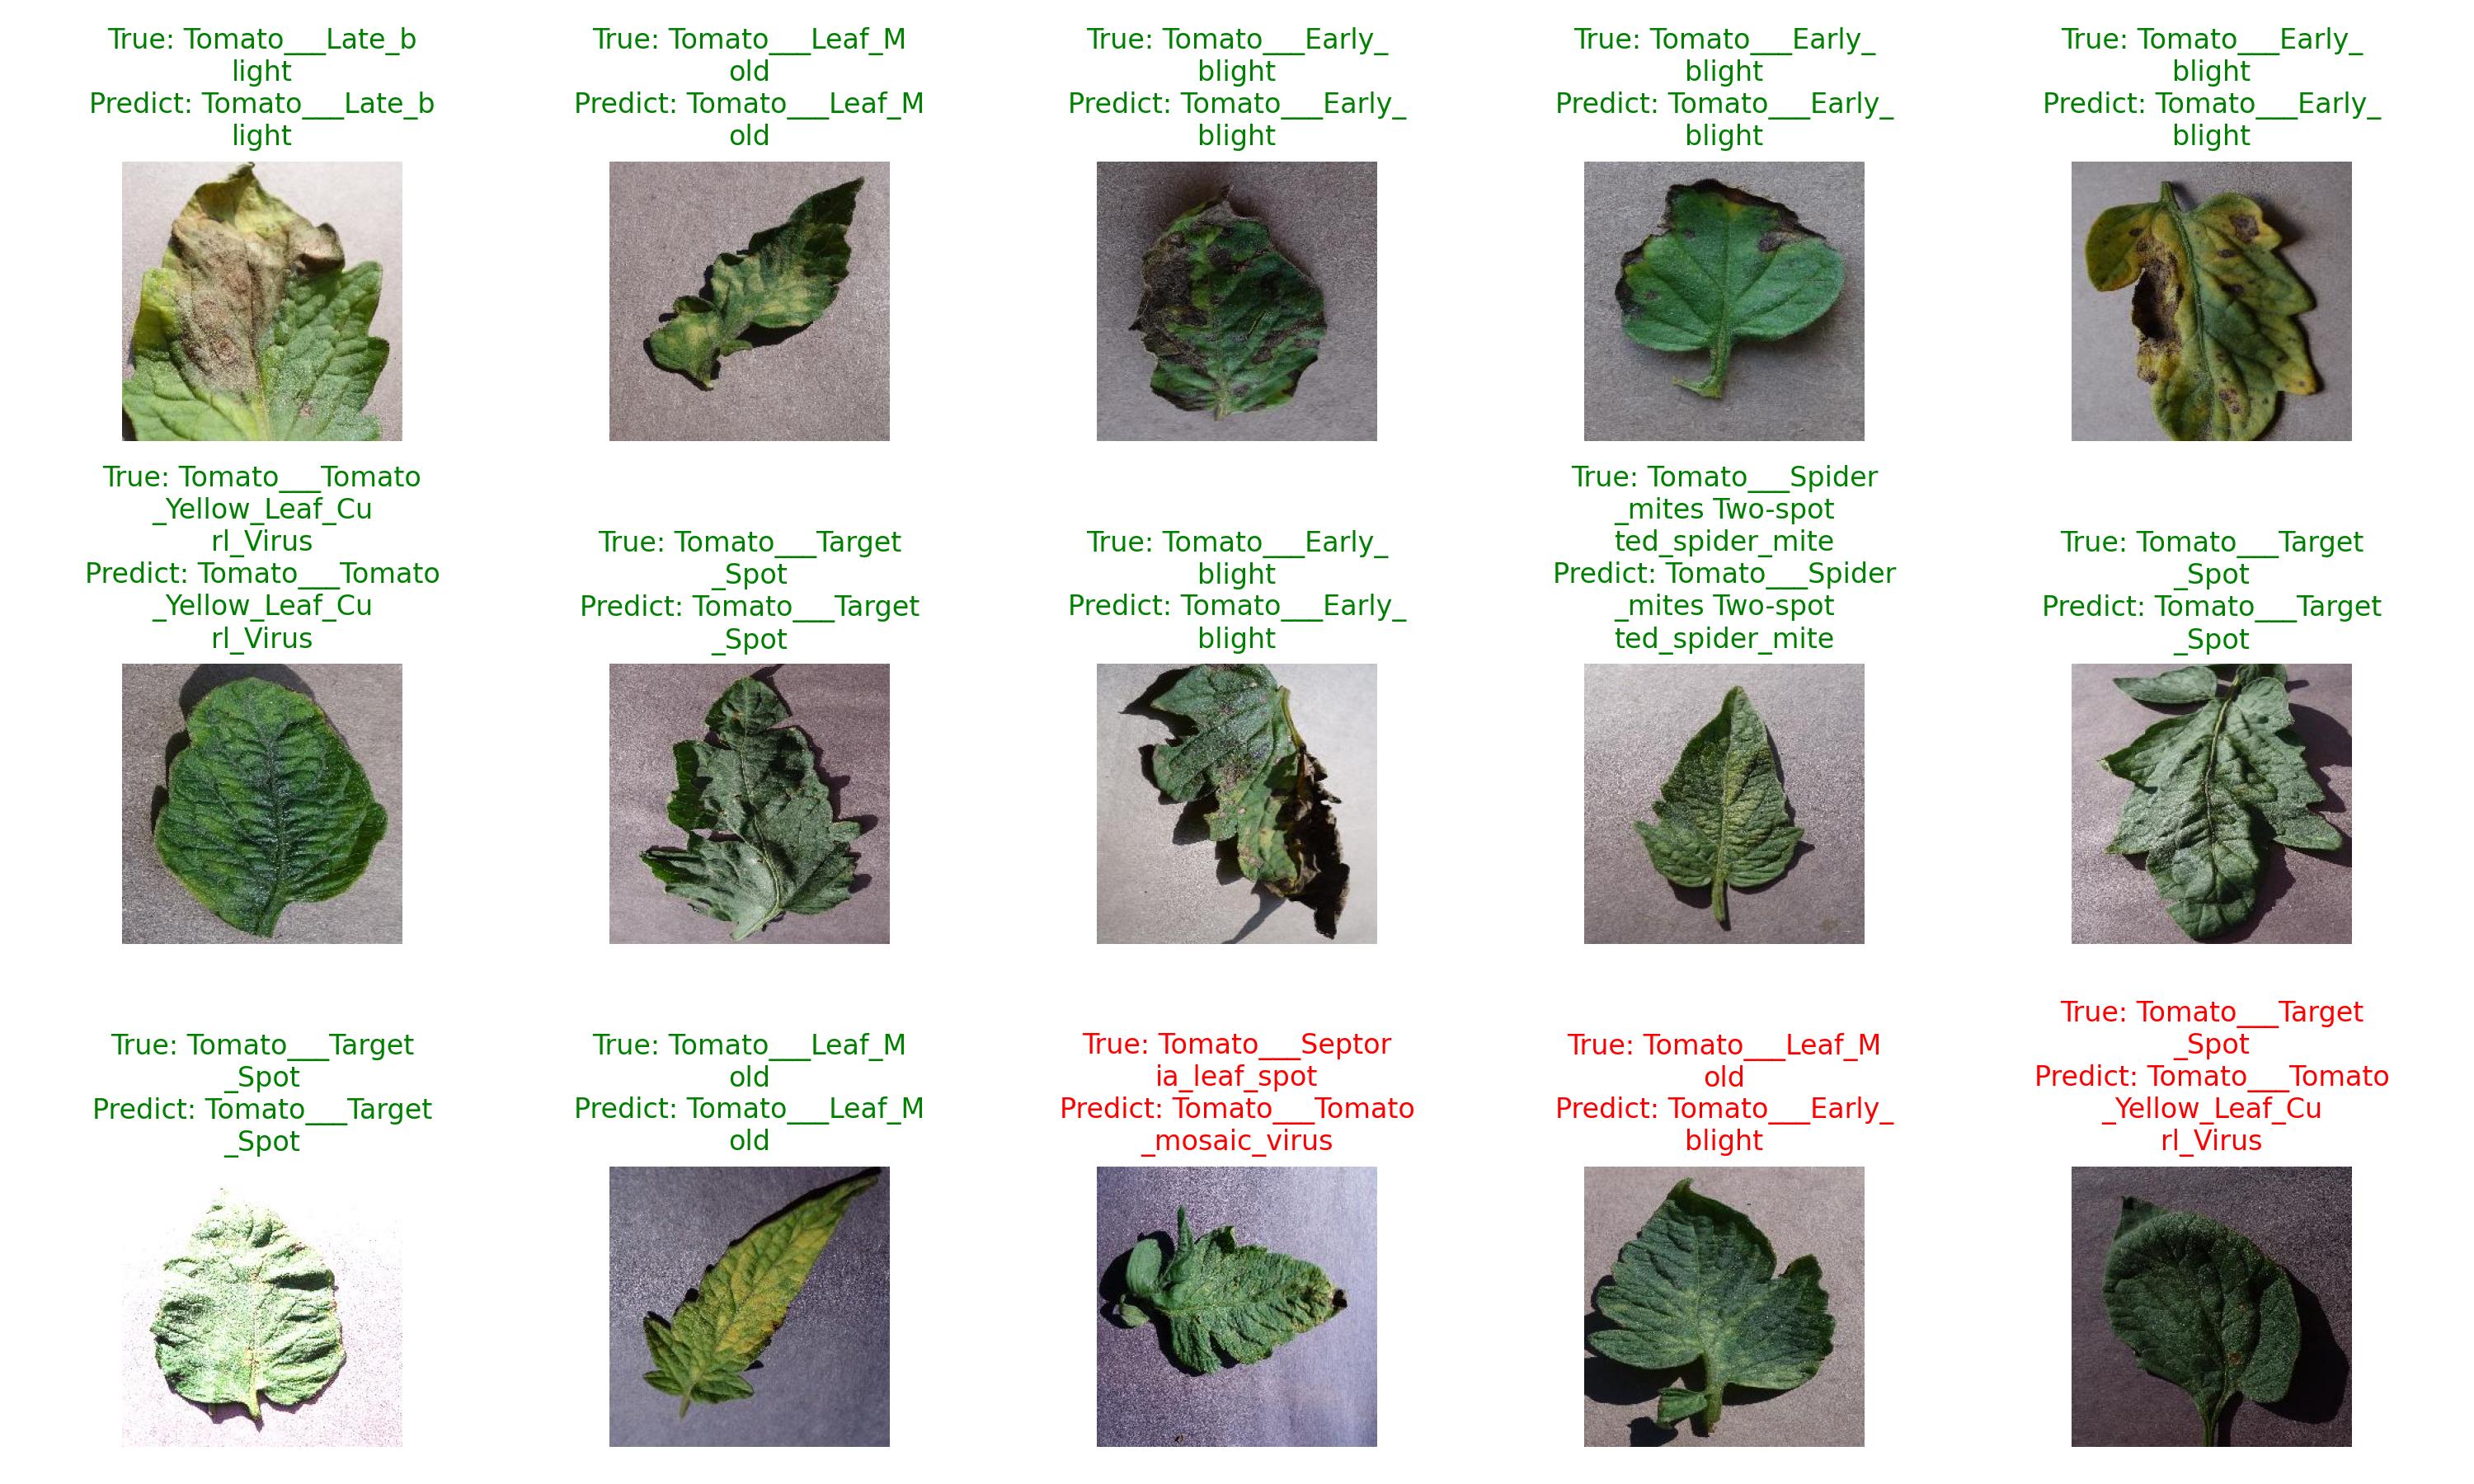 True: Tomato___Late_b
light
Predict: Tomato___Late_b
light
True: Tomato___Leaf_M
old
Predict: Tomato___Leaf_M
old
True: Tomato___Early_
blight
Predict: Tomato___Early_
blight
True: Tomato___Early_
blight
Predict: Tomato___Early_
blight
True: Tomato___Early_
blight
Predict: Tomato___Early_
blight
True: Tomato___Tomato
_Yellow_Leaf_Cu
rl_Virus
Predict: Tomato___Tomato
_Yellow_Leaf_Cu
rl_Virus
True: Tomato___Target
_Spot
Predict: Tomato___Target
_Spot
True: Tomato___Early_
blight
Predict: Tomato___Early_
blight
True: Tomato___Spider
_mites Two-spot
ted_spider_mite
Predict: Tomato___Spider
_mites Two-spot
ted_spider_mite
True: Tomato___Target
_Spot
Predict: Tomato___Target
_Spot
True: Tomato___Target
_Spot
Predict: Tomato___Target
_Spot
True: Tomato___Leaf_M
old
Predict: Tomato___Leaf_M
old
True: Tomato___Septor
ia_leaf_spot
Predict: Tomato___Tomato
_mosaic_virus
True: Tomato___Leaf_M
old
Predict: Tomato___Early_
blight
True: Tomato___Target
_Spot
Predict: Tomato___Tomato
_Yellow_Leaf_Cu
rl_Virus